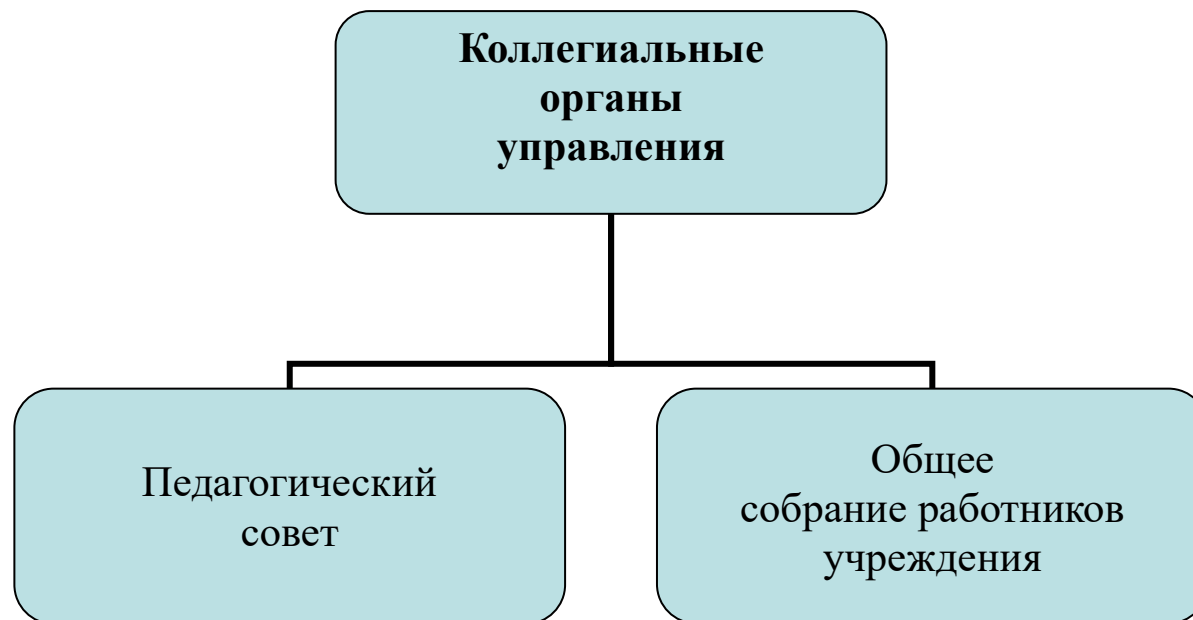 Коллегиальные
органы
управления
Педагогический
совет
Общее
собрание работников
учреждения